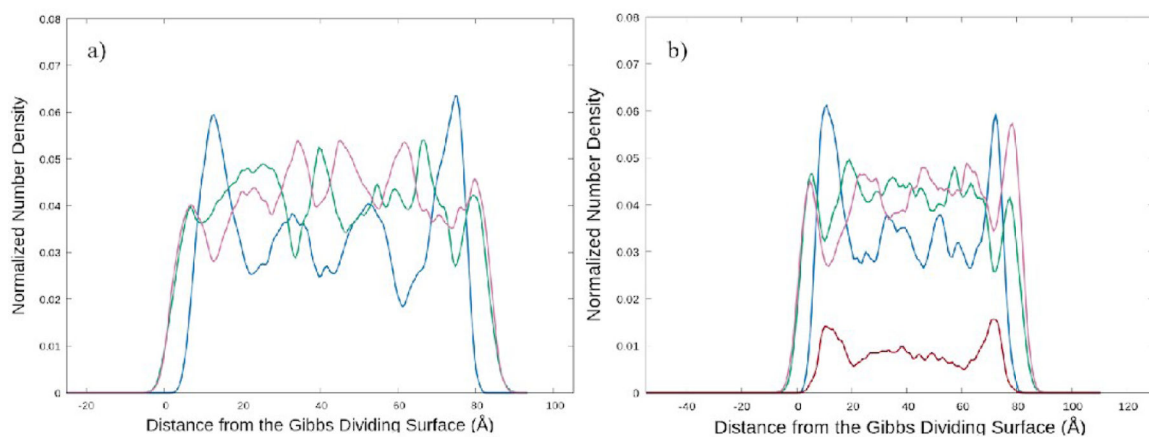 a)
Normalized Number Density
0.08
0.07
0.06
0.05
0.04
0.03
0.02
0.01
0
-20 0 20 40 60 80 100
Distance from the Gibbs Dividing Surface (Å)
b)
Normalized Number Density
0.08
0.07
0.06
0.05
0.04
0.03
0.02
0.01
0
-40 -20 0 20 40 60 80 100 120
Distance from the Gibbs Dividing Surface (Å)